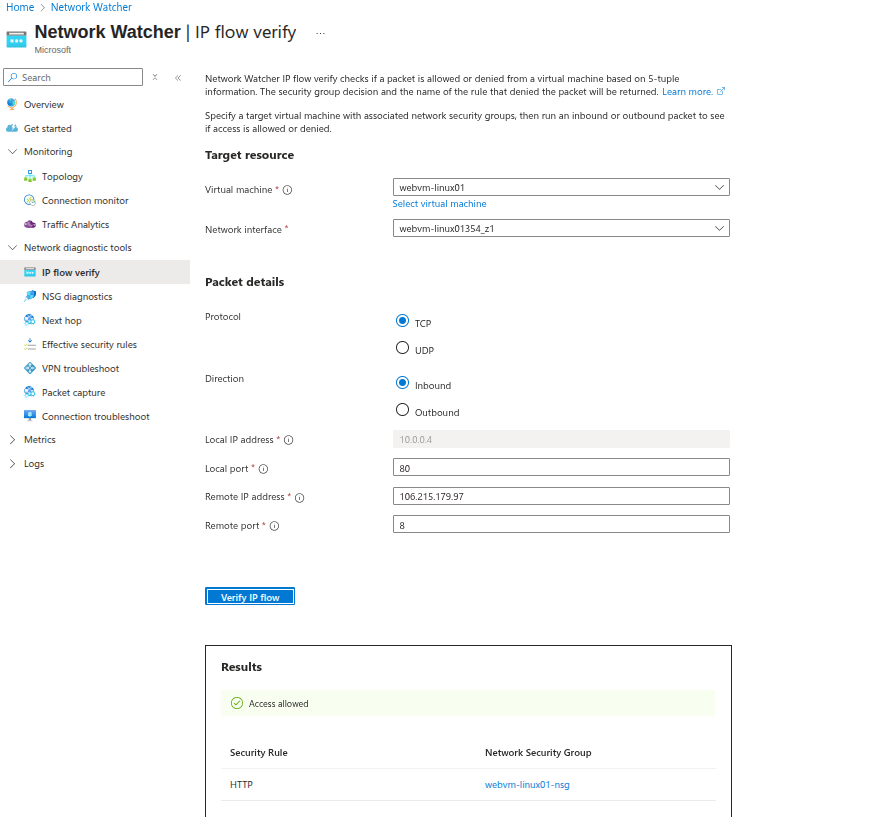 Home > Network Watcher
Network Watcher | IP flow verify ...
Microsoft
Search
Overview
Get started
Monitoring
Topology
Connection monitor
Traffic Analytics
Network diagnostic tools
IP flow verify
NSG diagnostics
Next hop
Effective security rules
VPN troubleshoot
Packet capture
Connection troubleshoot
Metrics
Logs
Network Watcher IP flow verify checks if a packet is allowed or denied from a virtual machine based on 5-tuple
information. The security group decision and the name of the rule that denied the packet will be returned. Learn more.
Specify a target virtual machine with associated network security groups, then run an inbound or outbound packet to see
if access is allowed or denied.
Target resource
Virtual machine * webvm-linux01
Select virtual machine
Network interface * webvm-linux01354_z1
Packet details
Protocol TCP
UDP
Direction Inbound
Outbound
Local IP address * 10.0.0.4
Local port * 80
Remote IP address * 106.215.179.97
Remote port * 8
Verify IP flow
Results
Access allowed
Security Rule Network Security Group
HTTP webvm-linux01-nsg